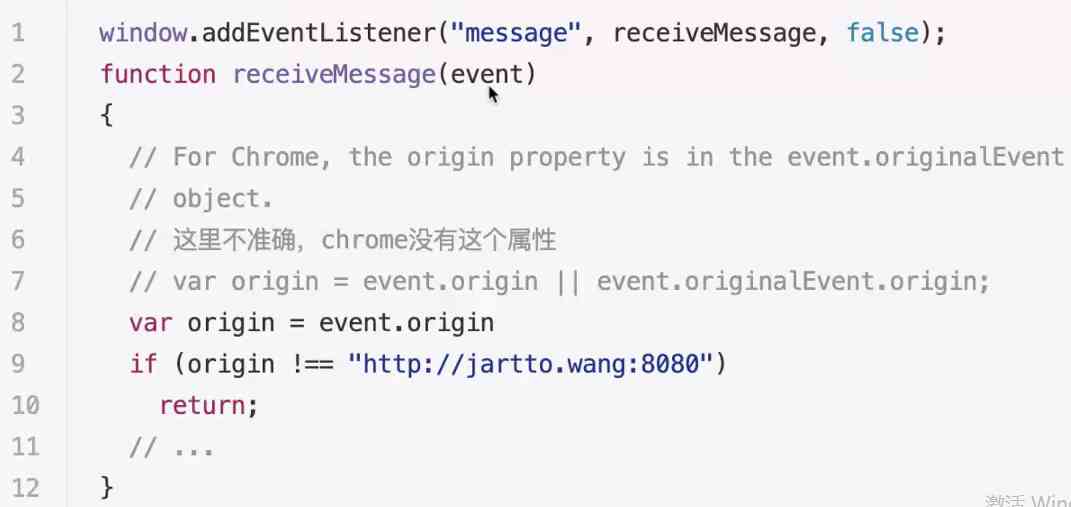 1 window.addEventListener("message", receiveMessage, false);
2 function receiveMessage(event)
3 {
4 // For Chrome, the origin property is in the event.originalEvent
5 // object.
6 // 这里不准确，chrome没有这个属性
7 // var origin = event.origin || event.originalEvent.origin;
8 var origin = event.origin
9 if (origin !== "http://jartto.wang:8080")
10 return;
11 // ...
12 }
激活